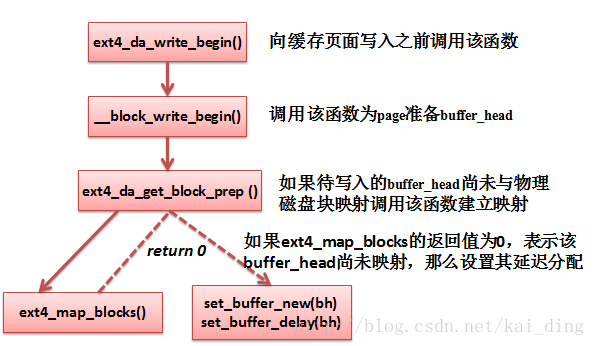 ext4_da_write_begin()
向缓存页面写入之前调用该函数
__block_write_begin()
调用该函数为page准备buffer_head
ext4_da_get_block_prep ()
如果待写入的buffer_head尚未与物理
磁盘块映射调用该函数建立映射
return 0
如果ext4_map_blocks的返回值为0，表示该
buffer_head尚未映射，那么设置其延迟分配
ext4_map_blocks()
set_buffer_new(bh)
set_buffer_delay(bh)
/blog.csdn.net/kai_ding